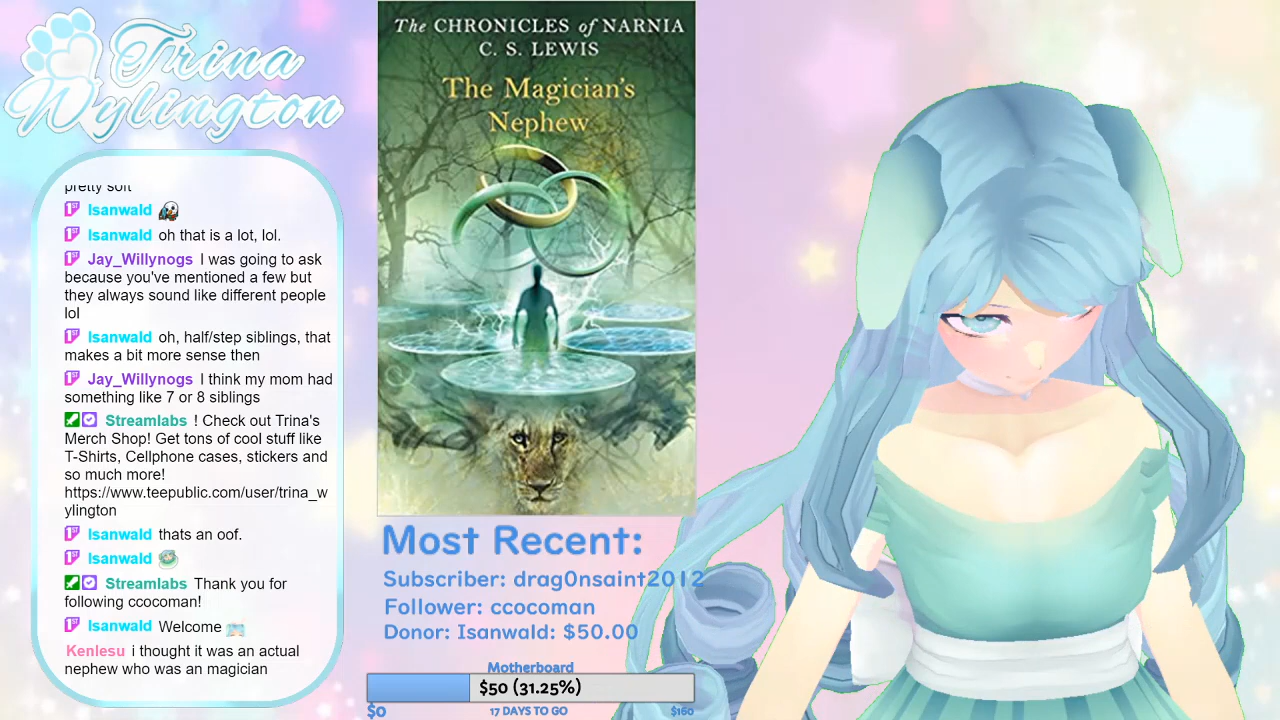 Trina
Wylington
pretty soft
Isanwald
Isanwald oh that is a lot, lol.
Jay_Willynogs I was going to ask
because you've mentioned a few but
they always sound like different people
lol
Isanwald oh, half/step siblings, that
makes a bit more sense then
Jay_Willynogs I think my mom had
something like 7 or 8 siblings
Streamlabs ! Check out Trina's
Merch Shop! Get tons of cool stuff like
T-Shirts, Cellphone cases, stickers and
so much more!
https://www.teepublic.com/user/trina_w
ylington
Isanwald thats an oof.
Isanwald
Streamlabs Thank you for
following ccocoman!
Isanwald Welcome
Kenlesu i thought it was an actual
nephew who was an magician
The CHRONICLES of NARNIA
C. S. LEWIS
The Magician's
Nephew
Most Recent:
Subscriber: drag0nsaint2012
Follower: ccocoman
Donor: Isanwald: $50.00
Motherboard
$50 (31.25%)
$0 17 DAYS TO GO $160